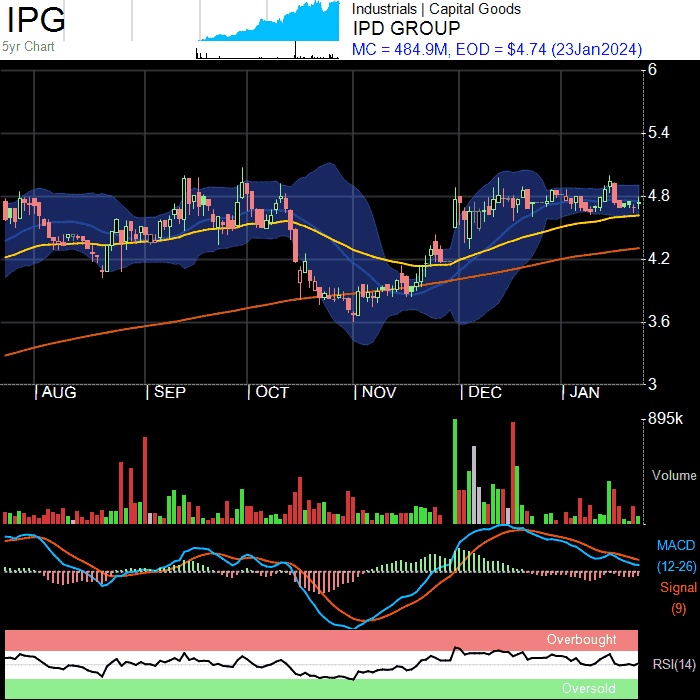 IPG
5yr Chart
Industrials | Capital Goods
IPD GROUP
MC = 484.9M, EOD = $4.74 (23Jan2024)
6
5.4
4.8
4.2
3.6
3
| AUG | SEP | OCT | NOV | DEC | JAN
895k
Volume
MACD
(12-26)
Signal
(9)
Overbought
RSI(14)
Oversold